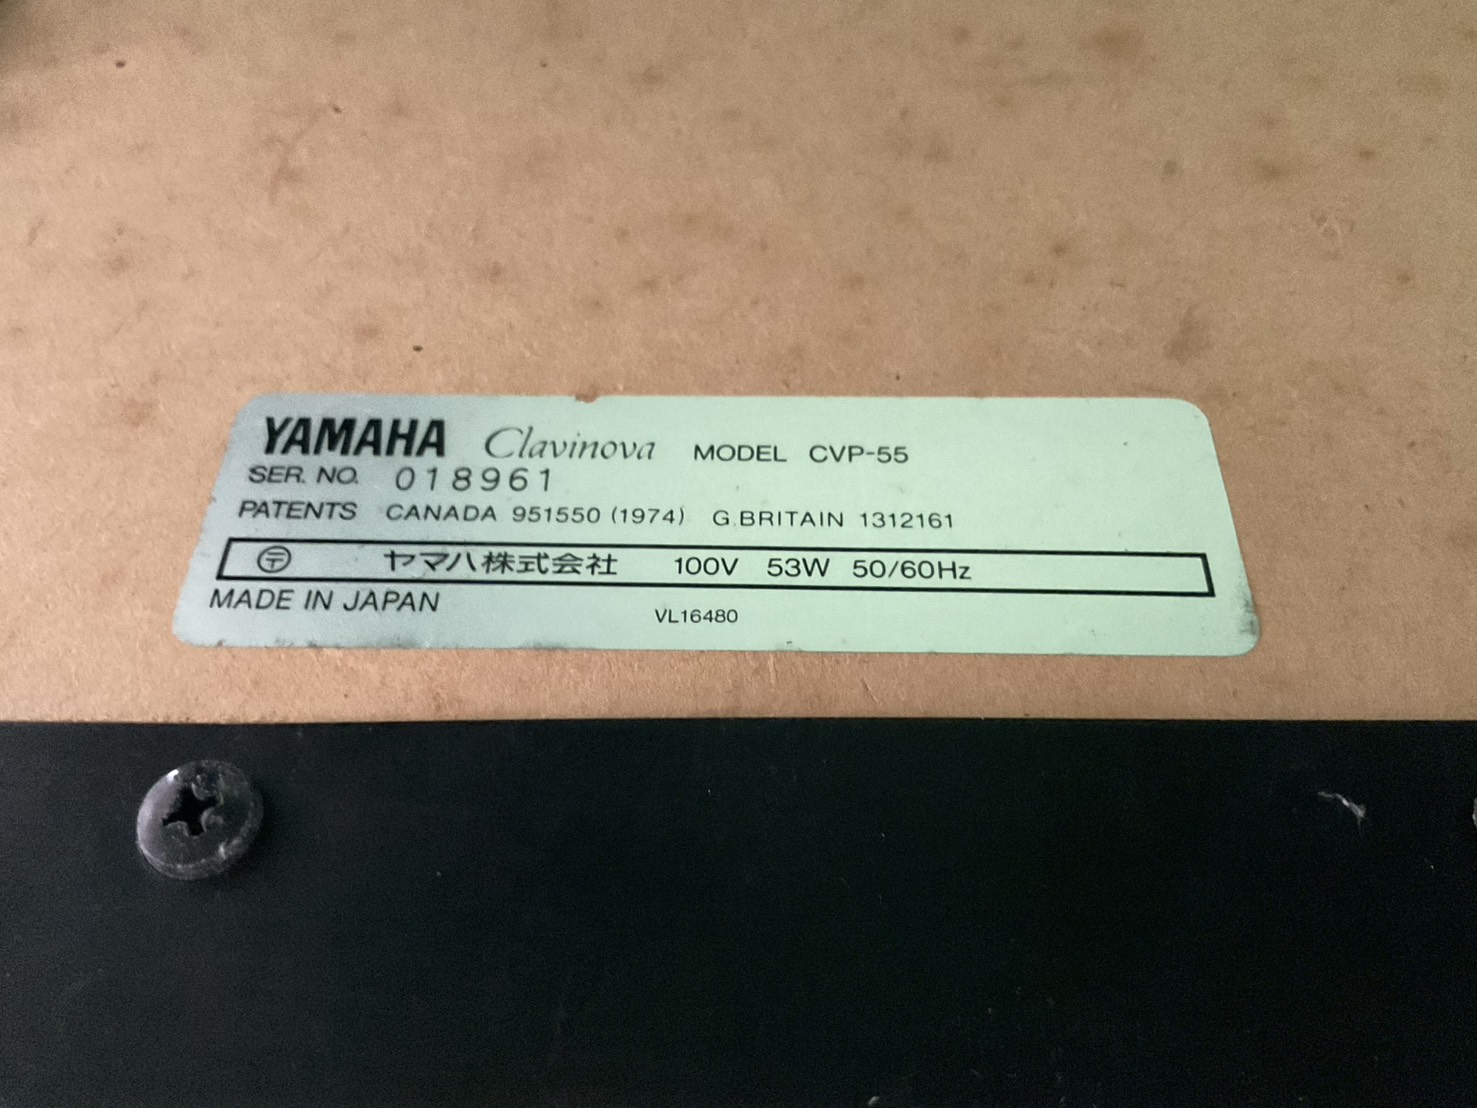 YAMAHA Clavinova MODEL CVP-55
SER. NO. 018961
PATENTS CANADA 951550 (1974) G.BRITAIN 1312161
〶 ヤマハ株式会社 100V 53W 50/60Hz
MADE IN JAPAN VL16480